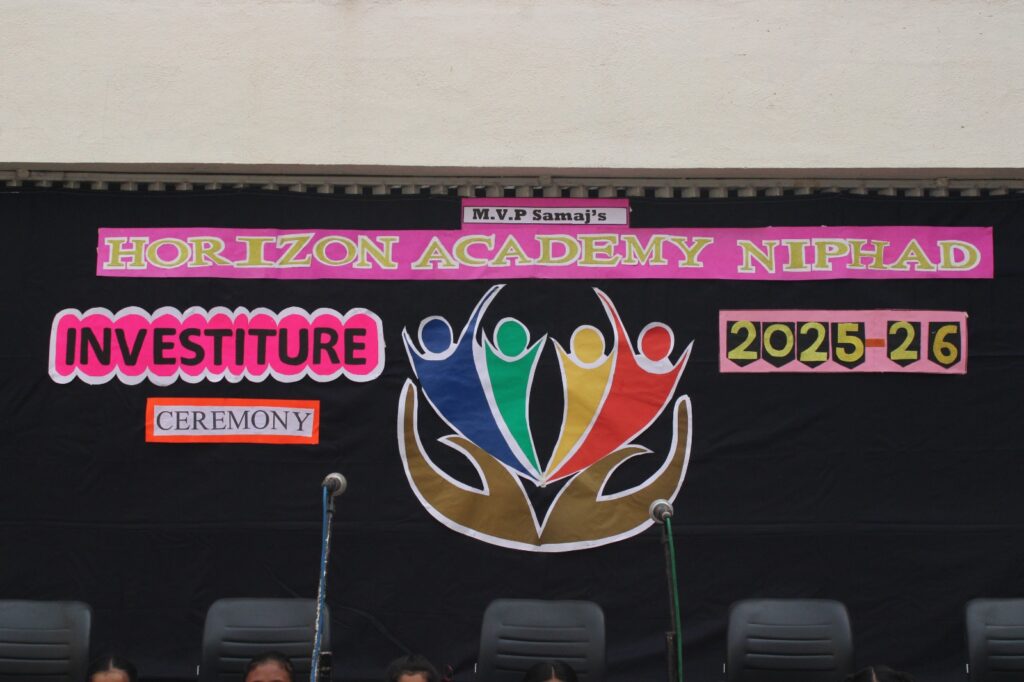 M.V.P Samaj's
HORIZON ACADEMY NIPHAD
INVESTITURE
CEREMONY
2025-26